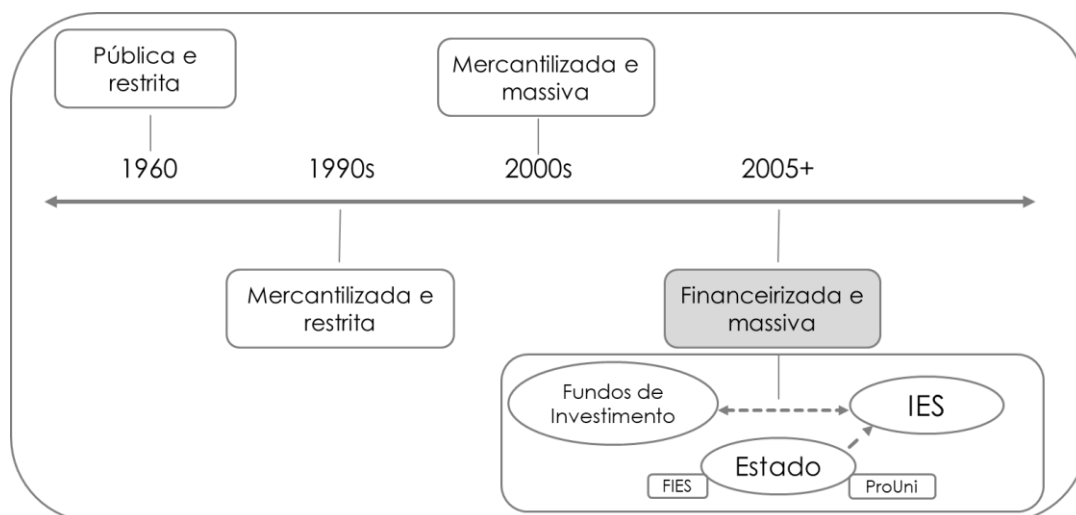 Pública e
restrita
Mercantilizada e
massiva
1960
1990s
2000s
2005+
Mercantilizada e
restrita
Financeirizada e
massiva
Fundos de
Investimento
IES
Estado
FIES
ProUni